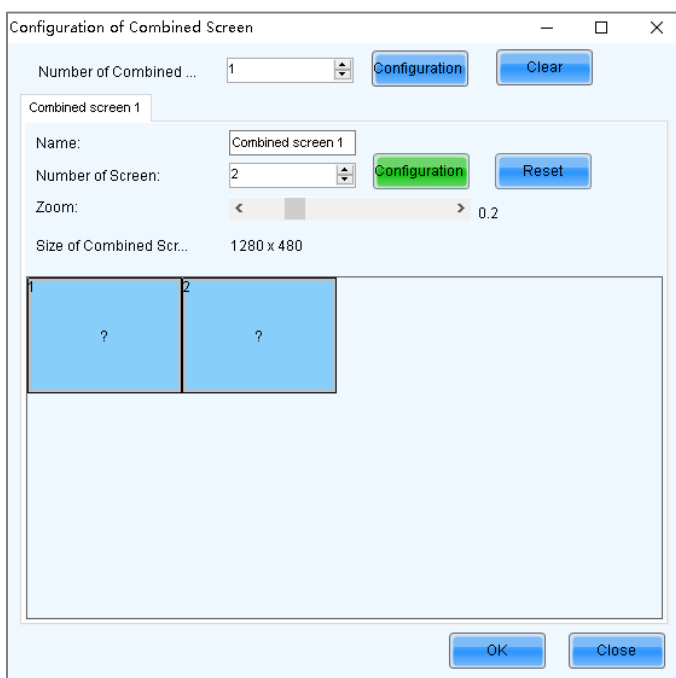 Configuration of Combined Screen
Number of Combined ... 1 Configuration Clear
Combined screen 1
Name: Combined screen 1
Number of Screen: 2 Configuration Reset
Zoom: 0.2
Size of Combined Scr... 1280 x 480
1 2
? ?
OK Close